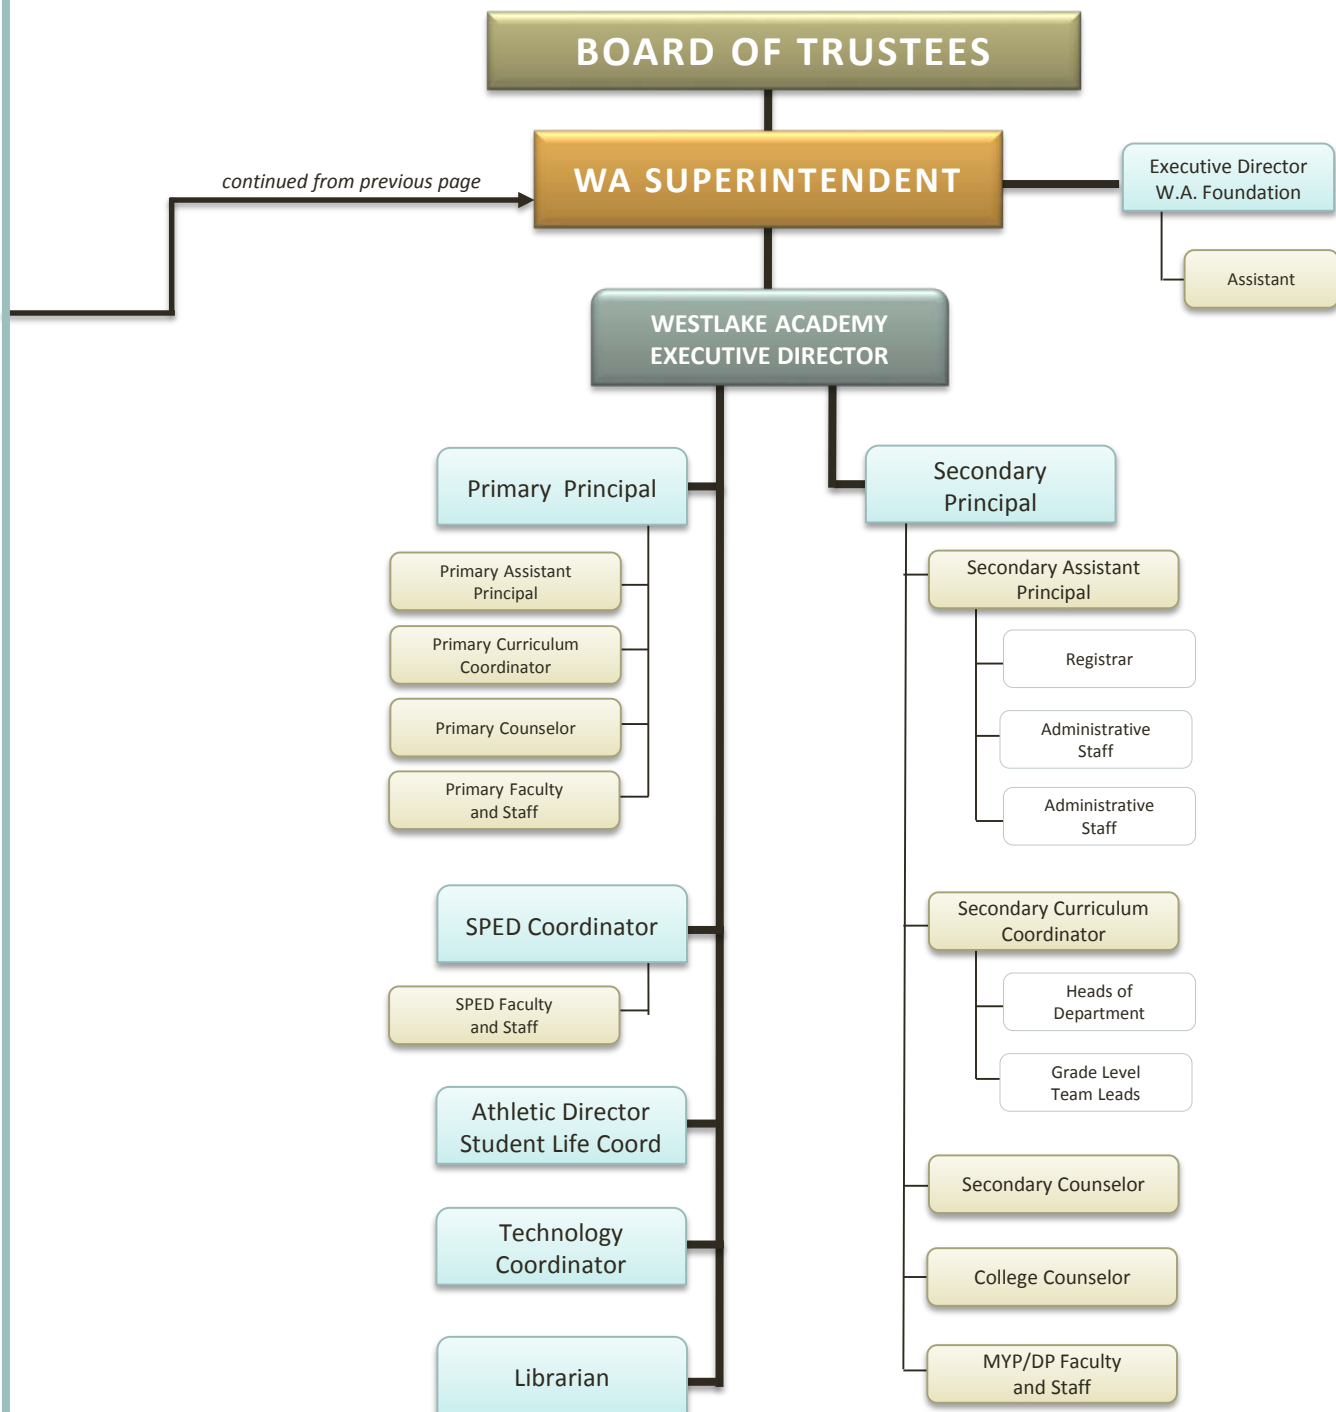 BOARD OF TRUSTEES
continued from previous page
WA SUPERINTENDENT
Executive Director
W.A. Foundation
Assistant
WESTLAKE ACADEMY
EXECUTIVE DIRECTOR
Primary Principal
Primary Assistant
Principal
Primary Curriculum
Coordinator
Primary Counselor
Primary Faculty
and Staff
SPED Coordinator
SPED Faculty
and Staff
Athletic Director
Student Life Coord
Technology
Coordinator
Librarian
Secondary
Principal
Secondary Assistant
Principal
Registrar
Administrative
Staff
Administrative
Staff
Secondary Curriculum
Coordinator
Heads of
Department
Grade Level
Team Leads
Secondary Counselor
College Counselor
MYP/DP Faculty
and Staff